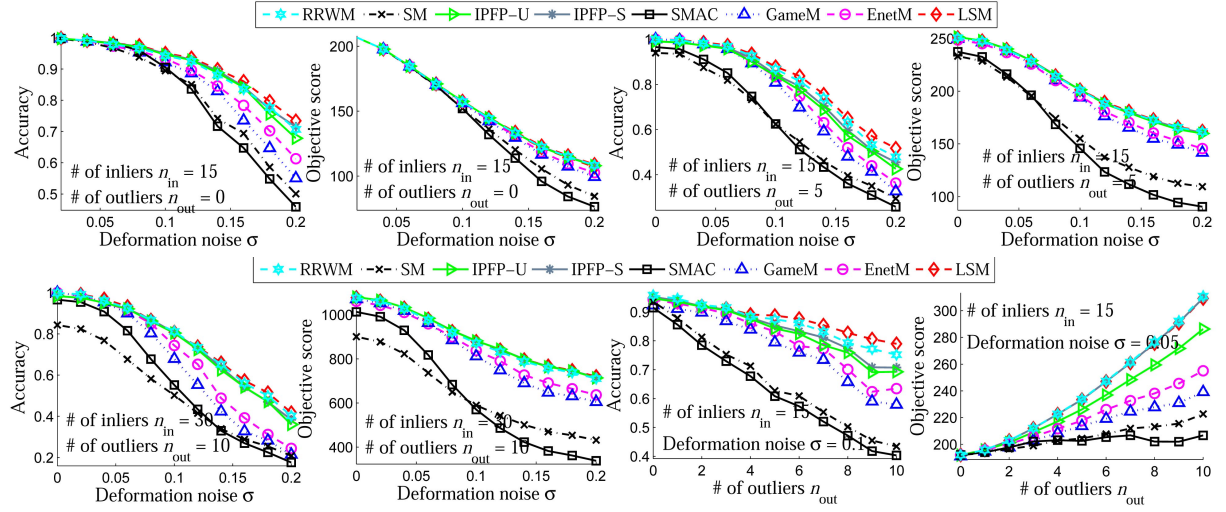 RRWM SM IPFP-U IPFP-S SMAC GameM EnetM LSM
Accuracy
1
0.9
0.8
0.7
0.6
0.5
# of inliers n_in = 15
# of outliers n_out = 0
0.05 0.1 0.15 0.2
Deformation noise σ
Objective score
200
150
100
# of inliers n_in = 15
# of outliers n_out = 0
0.05 0.1 0.15 0.2
Deformation noise σ
Accuracy
1
0.8
0.6
0.4
# of inliers n_in = 15
# of outliers n_out = 5
0 0.05 0.1 0.15 0.2
Deformation noise σ
Objective score
250
200
150
100
# of inliers n_in = 15
# of outliers n_out = 5
0 0.05 0.1 0.15 0.2
Deformation noise σ
RRWM SM IPFP-U IPFP-S SMAC GameM EnetM LSM
Accuracy
1
0.8
0.6
0.4
0.2
# of inliers n_in = 30
# of outliers n_out = 10
0 0.05 0.1 0.15 0.2
Deformation noise σ
Objective score
1000
800
600
400
# of inliers n_in =
# of outliers n_out = 10
0 0.05 0.1 0.15 0.2
Deformation noise σ
Accuracy
0.9
0.8
0.7
0.6
0.5
0.4
# of inliers n_in =
Deformation noise σ = 0.1
0 2 4 6 8 10
# of outliers n_out
Objective score
300
280
260
240
220
200
# of inliers n_in = 15
Deformation noise σ = 0.05
0 2 4 6 8 10
# of outliers n_out